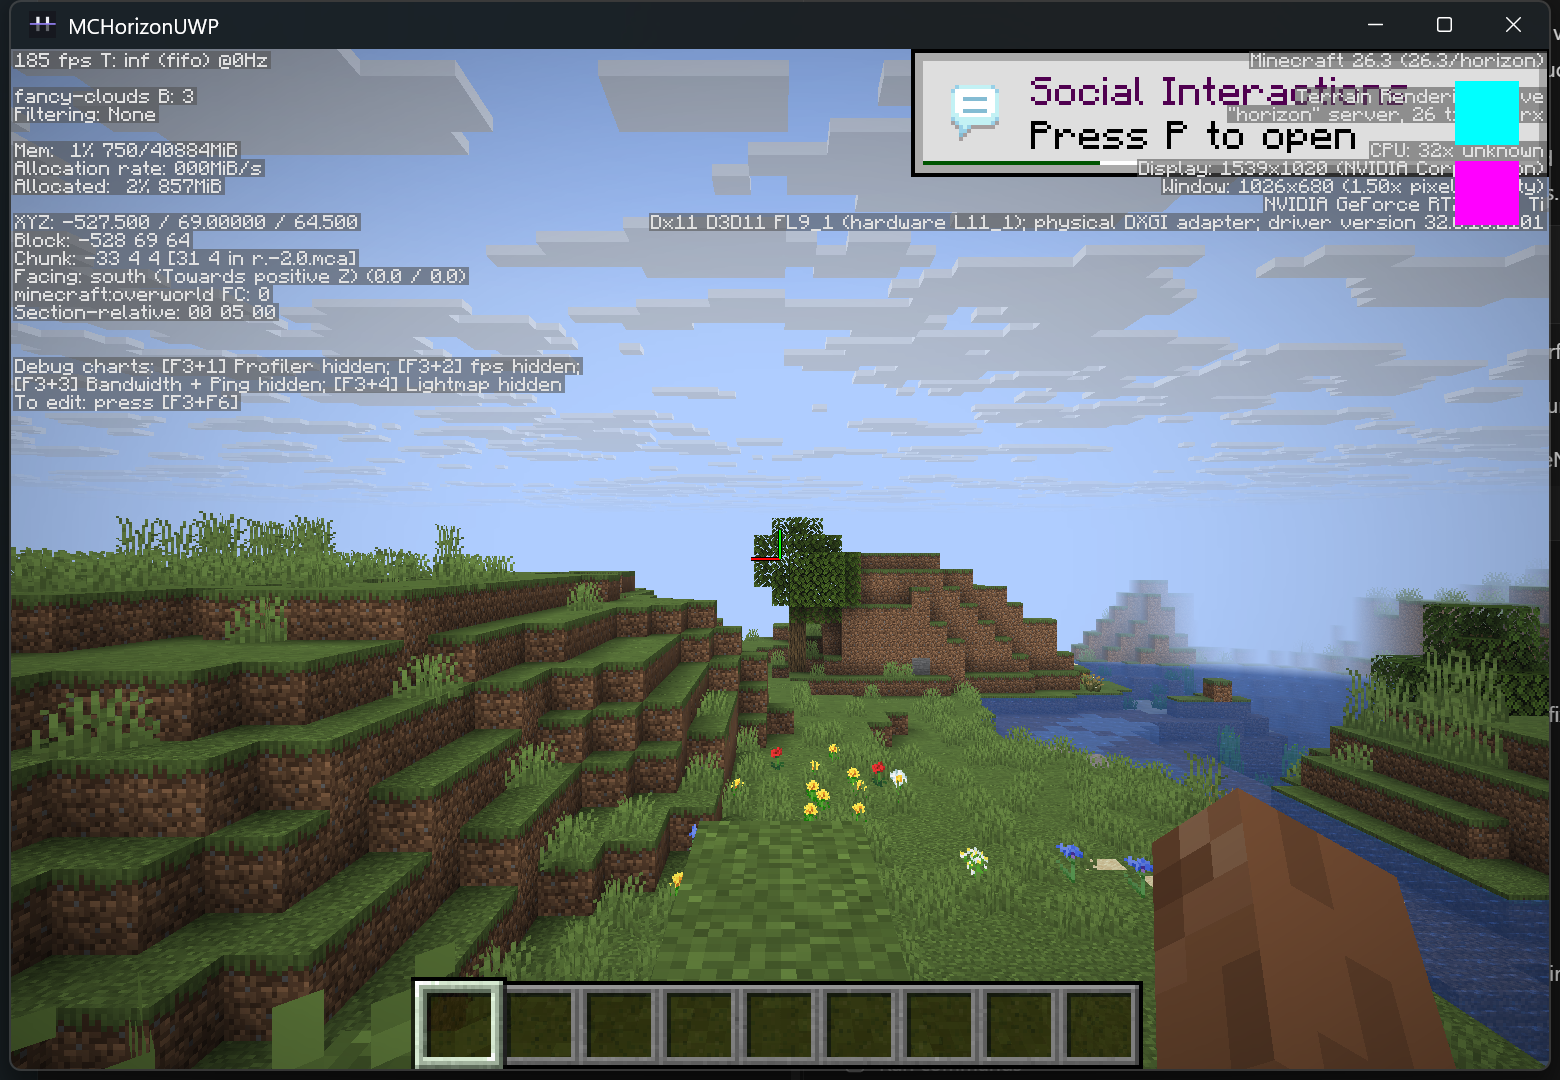 MCHorizonUWP
185 fps T: inf (fifo) @0Hz
fancy-clouds B: 3
Filtering: None
Mem: 1% 750/40884MiB
Allocation rate: 000MiB/s
Allocated: 2% 857MiB
XYZ: -527.500 / 69.00000 / 64.500
Block: -528 69 64
Chunk: -33 4 4 [31 4 in r.-2.0.mca]
Facing: south (Towards positive Z) (0.0 / 0.0)
minecraft:overworld FC: 0
Section-relative: 00 05 00
Debug charts: [F3+1] Profiler hidden; [F3+2] fps hidden;
[F3+3] Bandwidth + Ping hidden; [F3+4] Lightmap hidden
To edit: press [F3+F6]
Minecraft 26.3 (26.3/horizon)
Social Interactions
Press P to open
Terrain
"horizon" server, 26
CPU: 32x unknown
Display: 1539x1020 (NVIDIA
Window: 1026x680 (1.50x
NVIDIA GeForce Ti
Dx11 D3D11 FL9_1 (hardware L11_1); physical DXGI adapter; driver version